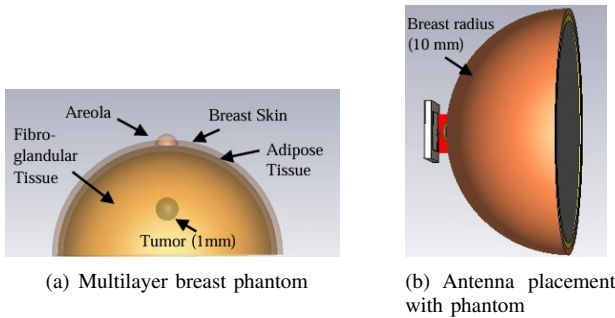 Areola
Breast Skin
Fibro-
glandular
Tissue
Adipose
Tissue
Tumor (1mm)
(a) Multilayer breast phantom
Breast radius
(10 mm)
(b) Antenna placement
with phantom